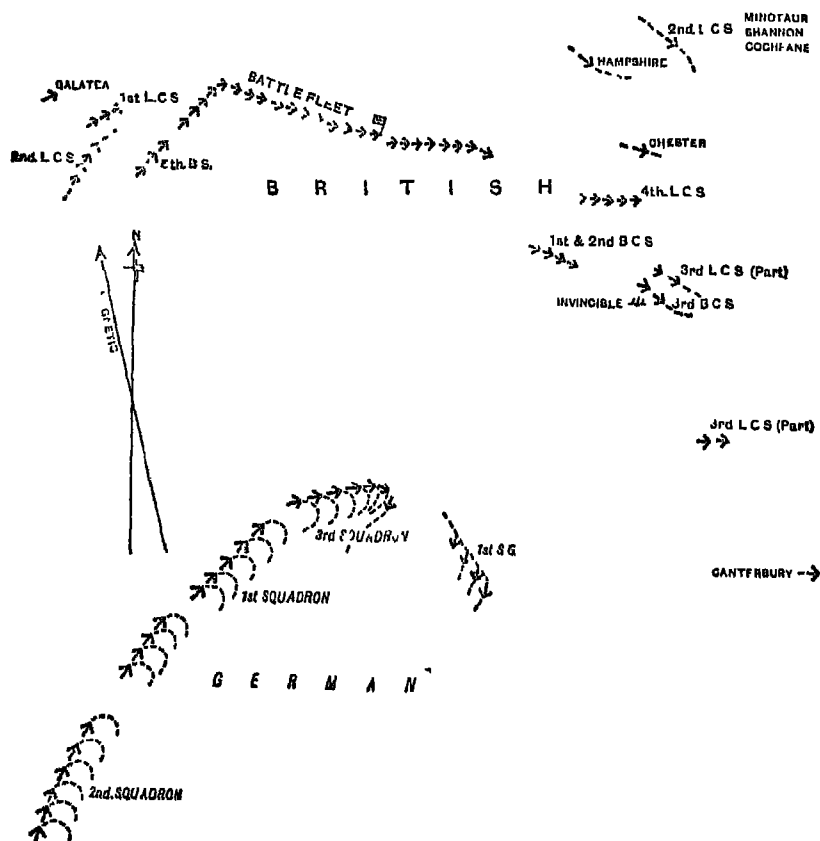 2nd. L C S
MINOTAUR
SHANNON
COCHRANE
HAMPSHIRE
GALATEA
1st L.C.S
BATTLE FLEET
2nd. L.C.S.
5th. B.S.
CHESTER
B R I T I S H
4th. L.C.S
1st & 2nd B C S
3rd L C S (Part)
INVINCIBLE
3rd B C S
N
3rd L C S (Part)
3rd SQUADRON
1st S G.
CANTERBURY
1st SQUADRON
G E R M A N
2nd. SQUADRON